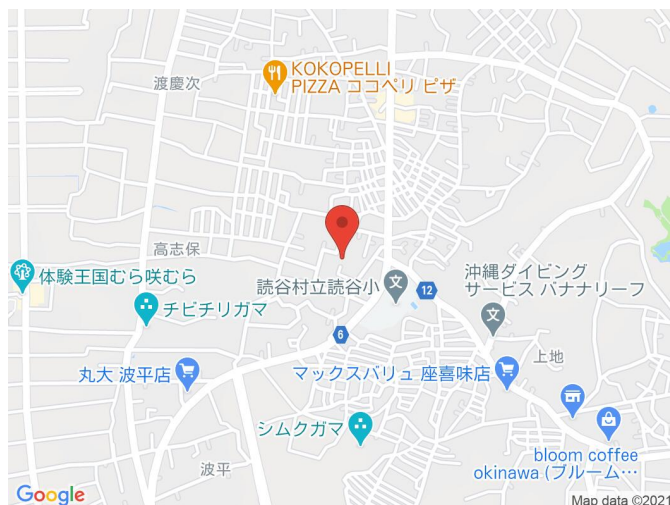 渡慶次
KOKOPELLI
PIZZA ココペリ ピザ
高志保
体験王国むら咲むら
チビチリガマ
読谷村立読谷小
12
沖縄ダイビング
サービス バナナリーフ
6
丸大 波平店
マックスバリュ 座喜味店
上地
シムクガマ
波平
bloom coffee
okinawa (ブルーム…
Google
Map data ©2021